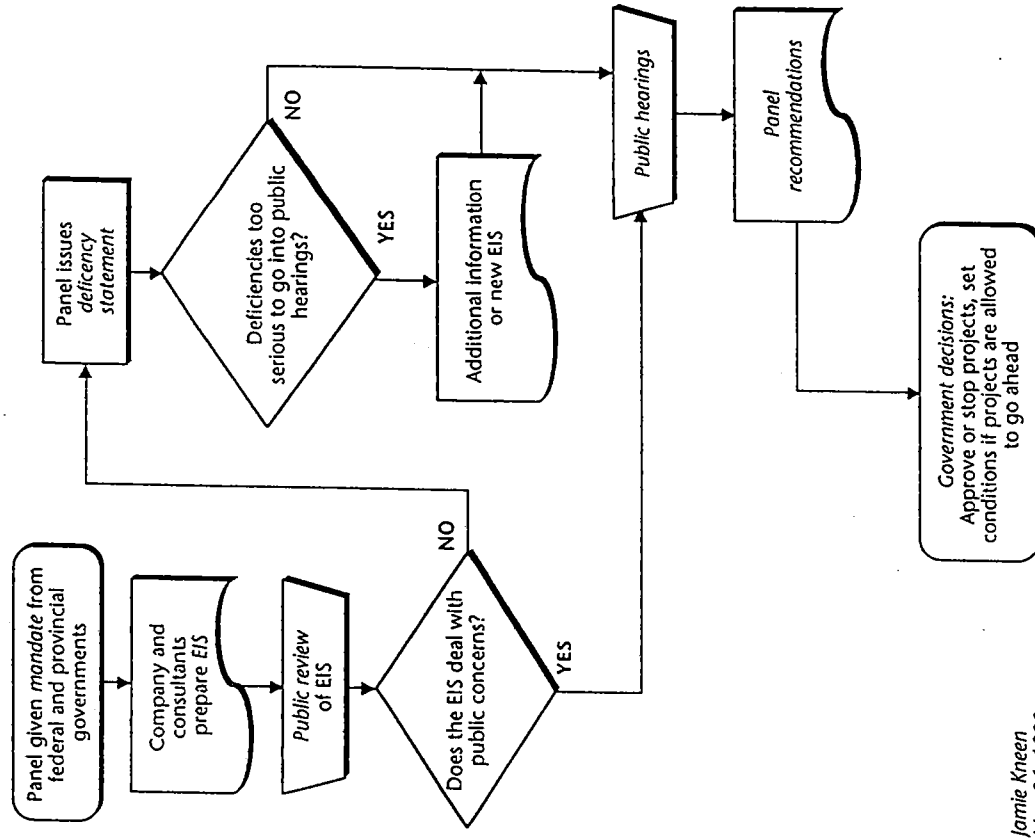 Panel given mandate from
federal and provincial
governments
Company and
consultants
prepare EIS
Public review
of EIS
Does the EIS deal with
public concerns?
NO
YES
Panel issues
deficency
statement
Deficiencies too
serious to go into public
hearings?
NO
YES
Additional information
or new EIS
Public hearings
Panel
recommendations
Government decisions:
Approve or stop projects, set
conditions if projects are allowed
to go ahead
Jamie Kneen